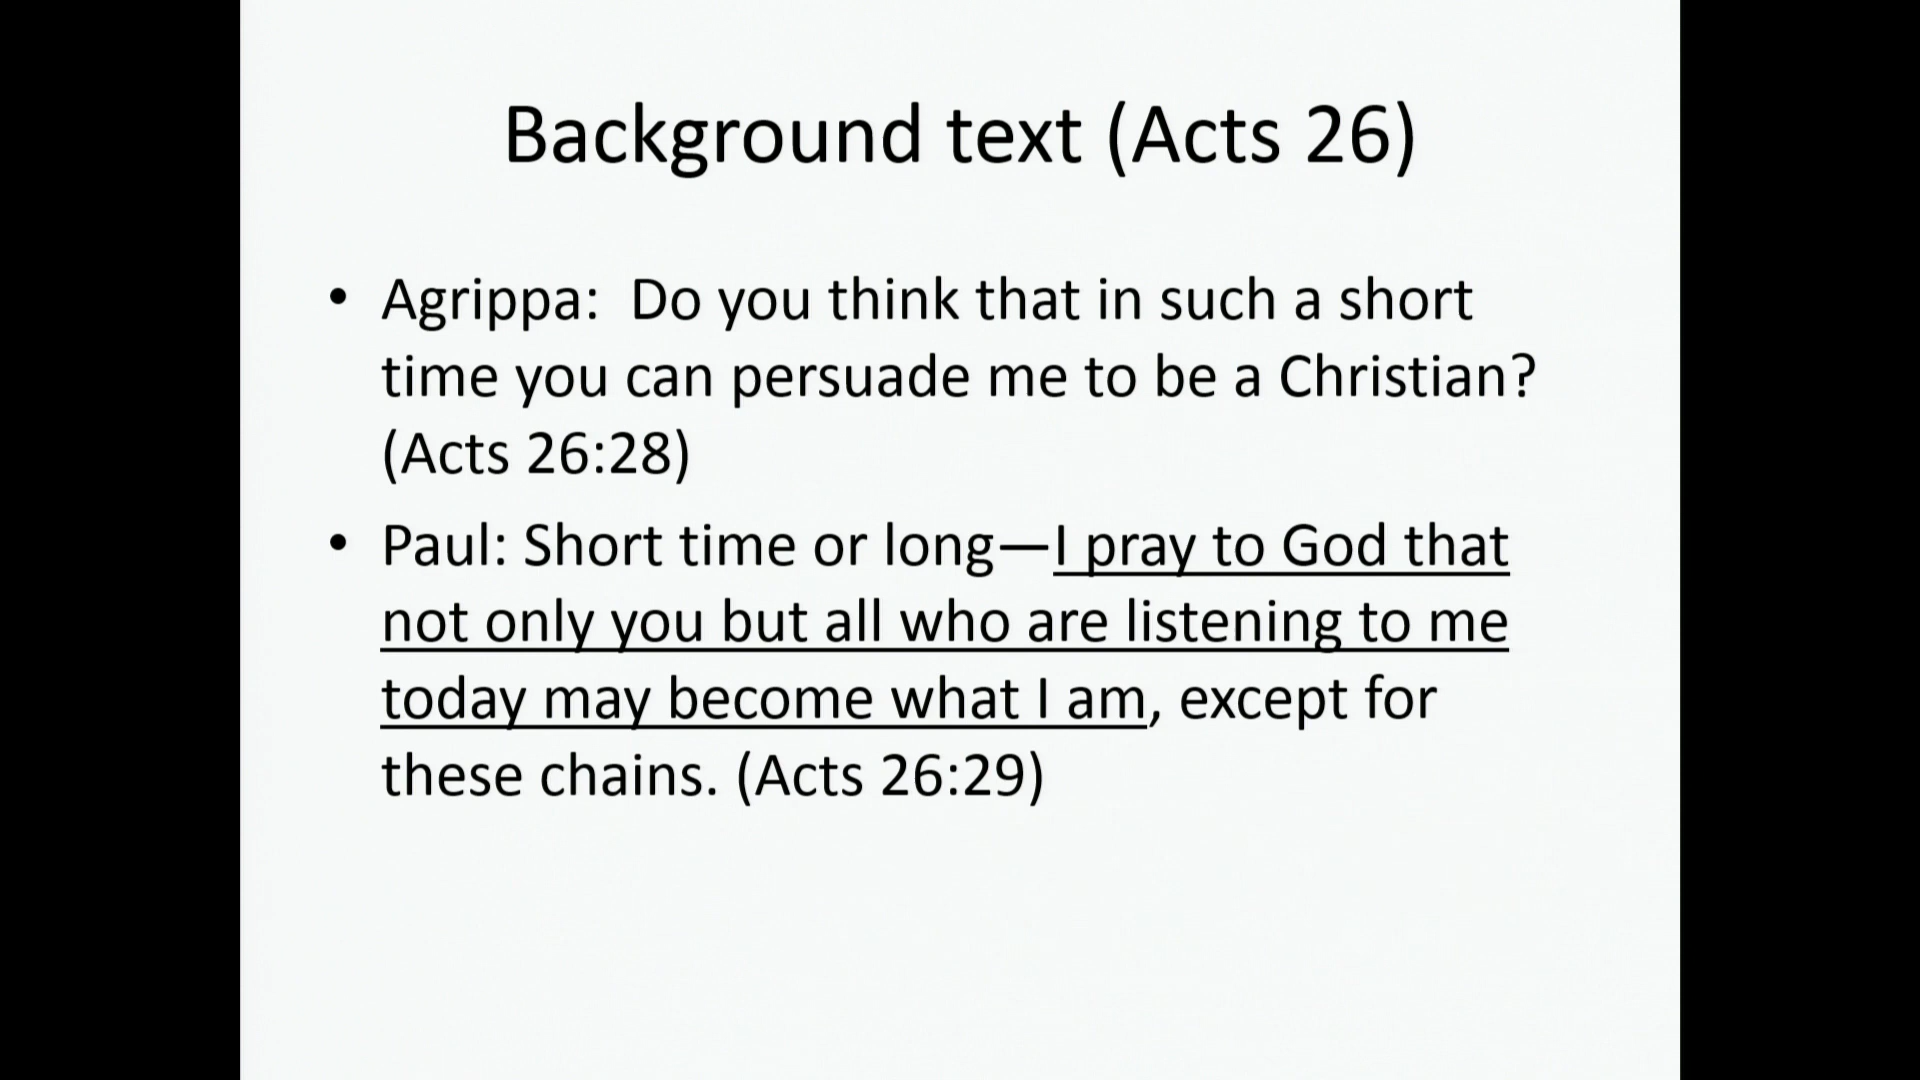 Background text (Acts 26)
• Agrippa:  Do you think that in such a short
time you can persuade me to be a Christian?
(Acts 26:28)
• Paul: Short time or long—I pray to God that
not only you but all who are listening to me
today may become what I am, except for
these chains. (Acts 26:29)